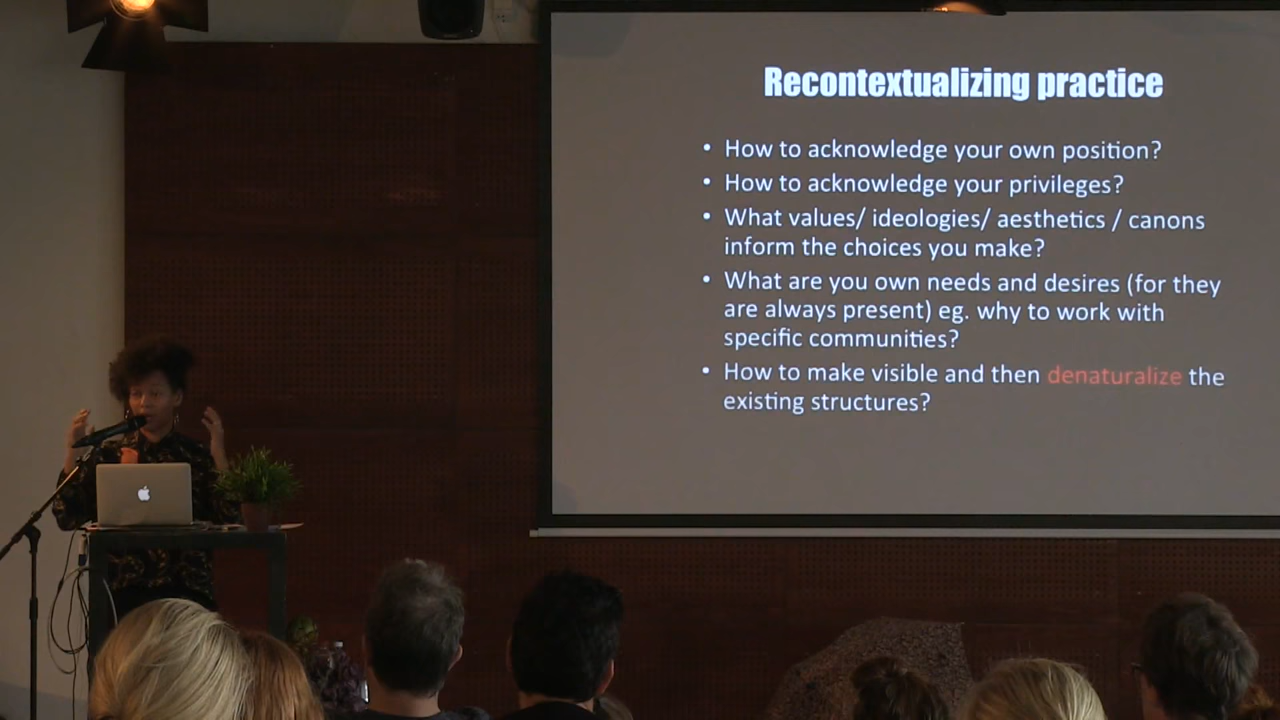 Recontextualizing practice
• How to acknowledge your own position?
• How to acknowledge your privileges?
• What values/ ideologies/ aesthetics / canons
inform the choices you make?
• What are you own needs and desires (for they
are always present) eg. why to work with
specific communities?
• How to make visible and then denaturalize the
existing structures?